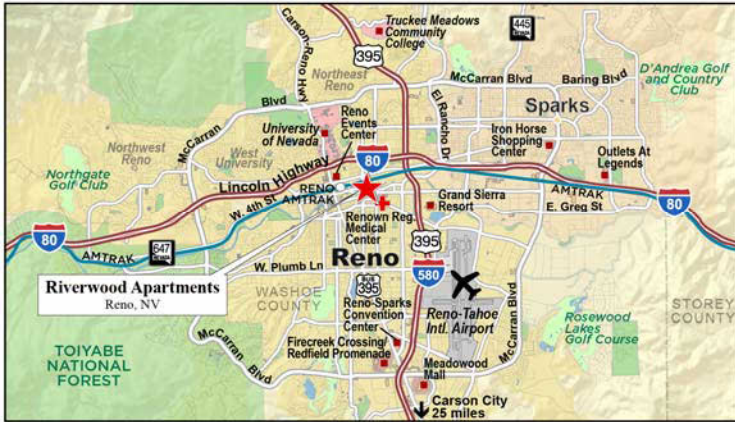 Truckee Meadows
Community
College
445
NEVADA
395
Carson-Reno Hwy
Northeast
Reno
McCarran Blvd
Baring Blvd
D'Andrea Golf
and Country
Club
El Rancho Dr
Sparks
McCarran Blvd
Reno
Events
Center
University
of Nevada
Iron Horse
Shopping
Center
Outlets At
Legends
Northwest
Reno
West
University
80
Northgate
Golf Club
Lincoln Highway
RENO
AMTRAK
W. 4th St
AMTRAK
Grand Sierra
Resort
E. Greg St
80
Renown Reg.
Medical
Center
80
AMTRAK
647
NEVADA
395
Reno
580
W. Plumb Ln
BUS
395
Riverwood Apartments
Reno, NV
WASHOE
COUNTY
Reno-Tahoe
Intl. Airport
McCarran Blvd
STOREY
COUNTY
Reno-Sparks
Convention
Center
Rosewood
Lakes
Golf Course
Firecreek Crossing/
Redfield Promenade
Meadowood
Mall
McCarran Blvd
TOIYABE
NATIONAL
FOREST
Carson City
25 miles